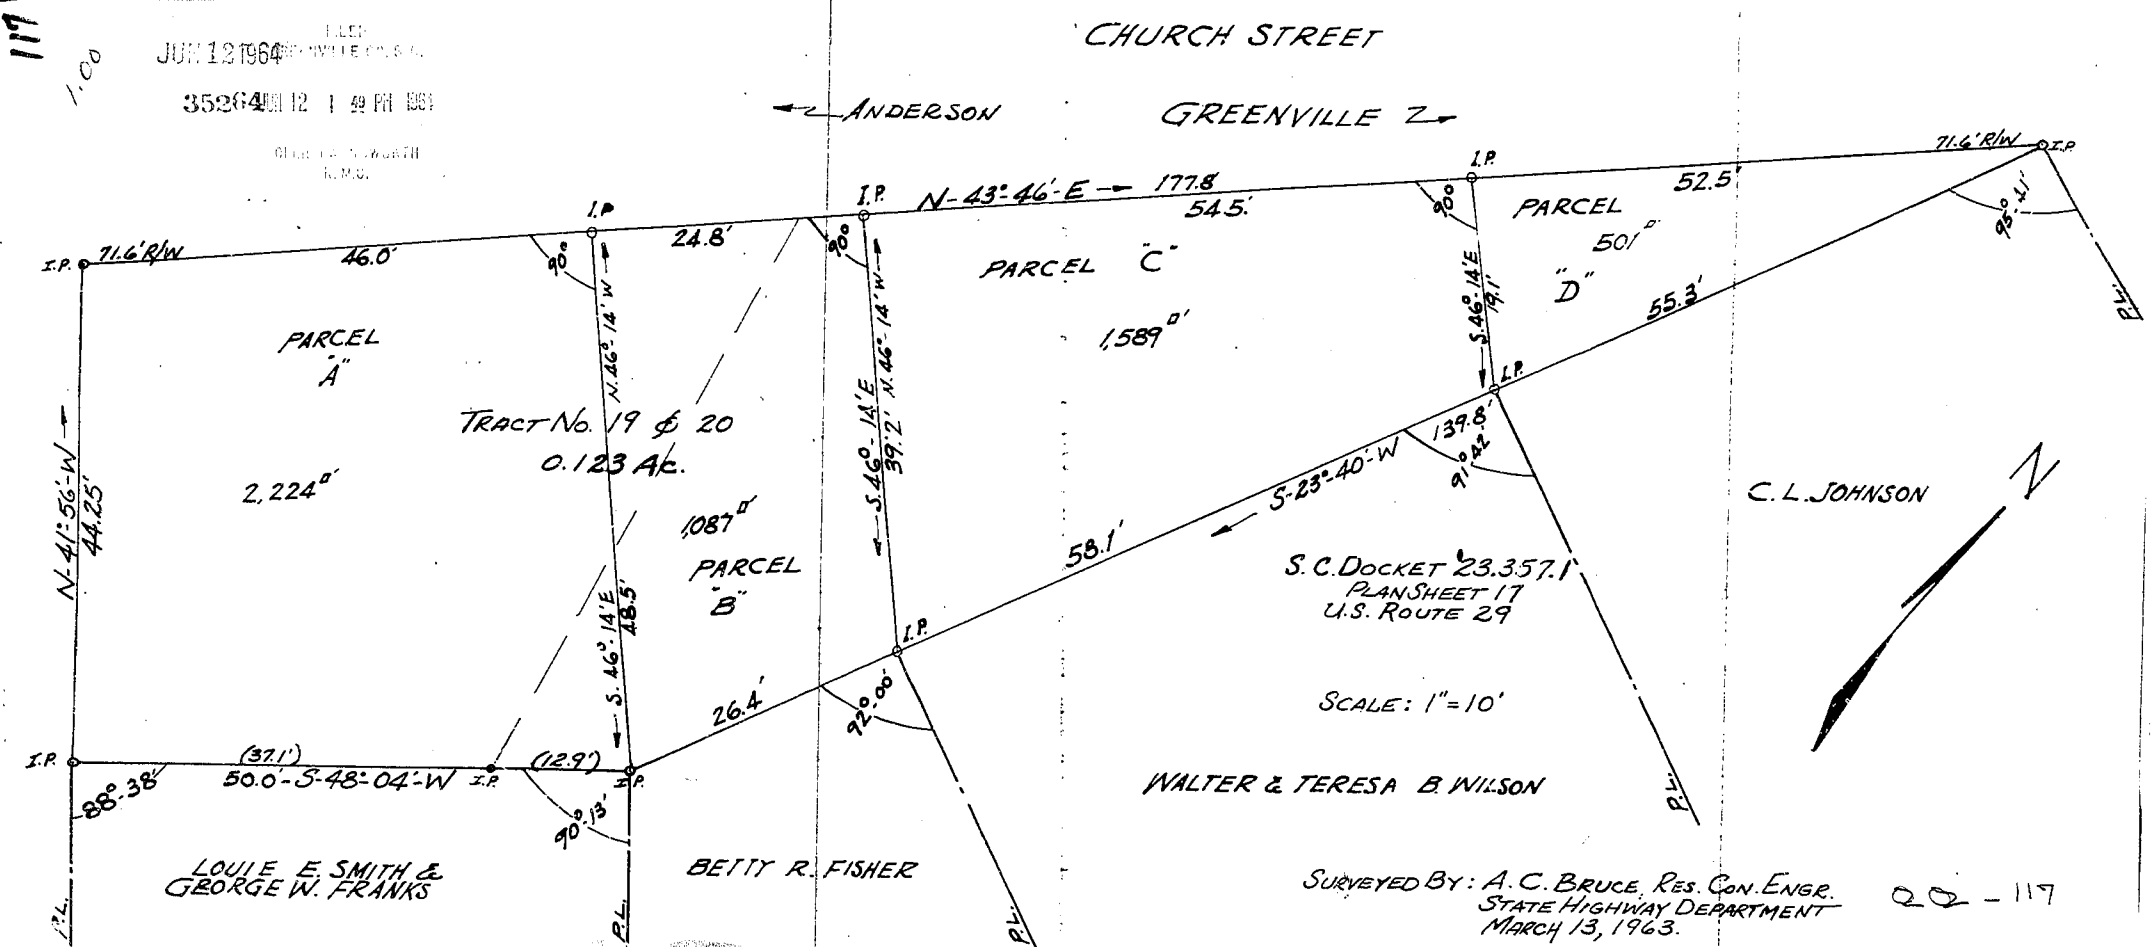 117
1.00
JUN 12 1964
35264 JUN 12 1 49 PM 1964
R.M.C.
CHURCH STREET
ANDERSON
GREENVILLE
I.P. 71.6' R/W 46.0' 90° I.P 24.8' 90° I.P. N-43°-46'-E 177.8 54.5' 90° I.P. 52.5' 71.6' R/W I.P.
PARCEL
501□'
"D"
95°-41'
P.L.
PARCEL "C"
1,589□'
S.46°-14'E
19.1'
I.P.
55.3'
PARCEL
"A"
2,224□'
N-41°-56'-W
44.25'
N.46°-14'W
S.46°-14'E
48.5'
TRACT No. 19 & 20
0.123 Ac.
1,087□'
PARCEL
"B"
N.46°-14'W
S.46°-14'E
39.2'
I.P.
26.4'
92°-00'
58.1'
S-23°-40'-W
139.8'
91°-42'
C.L. JOHNSON
N
S.C. DOCKET 23.357.1
PLAN SHEET 17
U.S. ROUTE 29
SCALE: 1"=10'
I.P. (37.1') I.P. (12.9') I.P.
50.0'-S-48°-04'-W
88°-38'
90°-13'
LOUIE E. SMITH &
GEORGE W. FRANKS
BETTY R. FISHER
WALTER & TERESA B. WILSON
P.L.
P.L.
P.L.
P.L.
SURVEYED BY: A.C. BRUCE, RES. CON. ENGR.
STATE HIGHWAY DEPARTMENT
MARCH 13, 1963.
QQ - 117